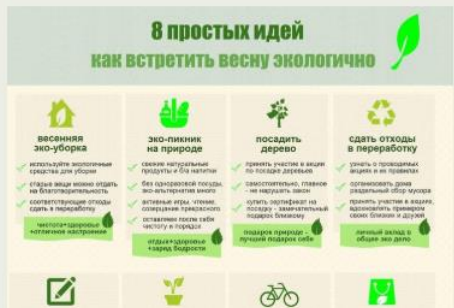 8 простых идей
как встретить весну экологично
весенняя
эко-уборка
используйте экологичные
средства для уборки
старые вещи можно отдать
на благотворительность
соответствующие отходы
сдать в переработку
чистота+здоровье
+отличное настроение
эко-пикник
на природе
свежие натуральные
продукты и без одноразовой посуды,
эко-альтернатив много
активные игры, чтение,
созерцание прекрасного
оставляем после себя
чистоту и порядок
отдых+здоровье
+заряд бодрости
посадить
дерево
принять участие в акции
по посадке деревьев
самостоятельно, главное
- не нарушать закон
купить сертификат на
посадку - замечательный
подарок близкому
подарок природе -
лучший подарок себе
сдать отходы
в переработку
узнать о проводимых
акциях и их правилах
организовать дома
раздельный сбор мусора
принять участие в акциях,
вдохновлять примером
своих близких и друзей
личный вклад в
общее эко дело